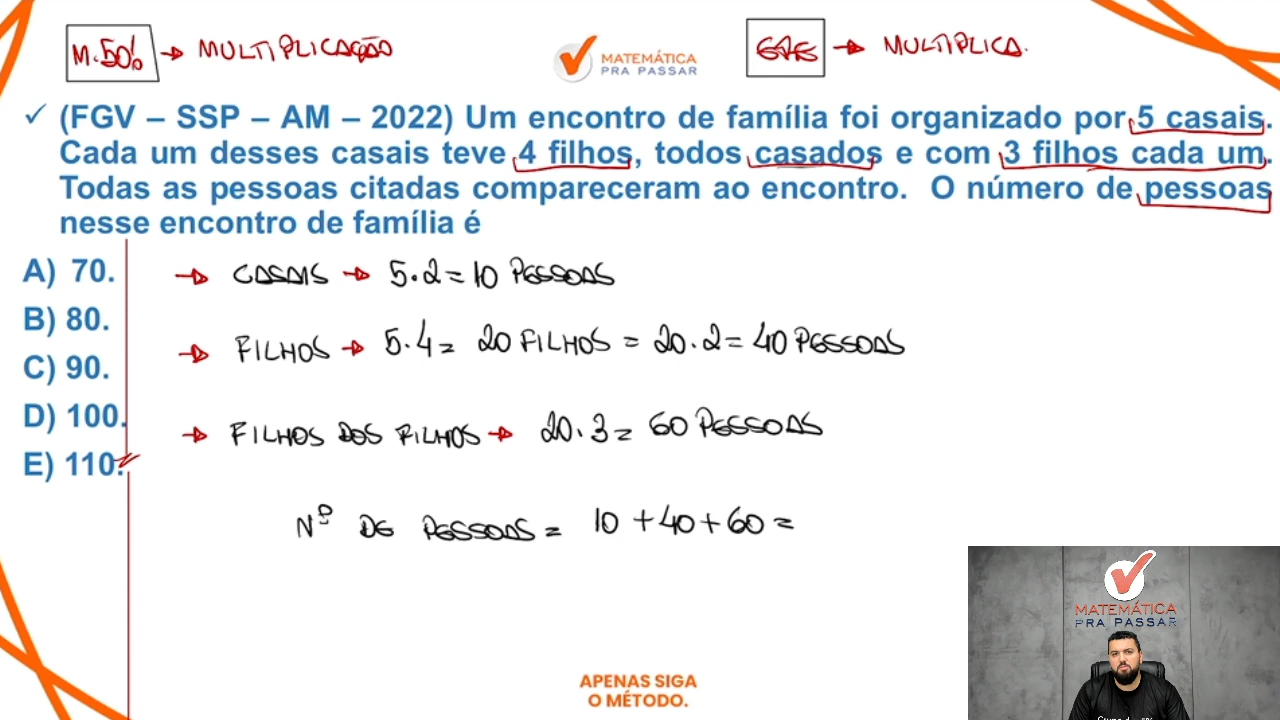 M.50% → MULTIPLICAÇÃO
MATEMÁTICA
PRA PASSAR
→ MULTIPLICA.
✓ (FGV – SSP – AM – 2022) Um encontro de família foi organizado por 5 casais.
Cada um desses casais teve 4 filhos, todos casados e com 3 filhos cada um.
Todas as pessoas citadas compareceram ao encontro. O número de pessoas
nesse encontro de família é
A) 70.
→ CASAIS → 5.2 = 10 PESSOAS
B) 80.
→ FILHOS → 5.4 = 20 FILHOS = 20.2 = 40 PESSOAS
C) 90.
D) 100.
→ FILHOS DOS FILHOS → 20.3 = 60 PESSOAS
E) 110.
Nº DE PESSOAS = 10 + 40 + 60 =
MATEMÁTICA
PRA PASSAR
APENAS SIGA
O MÉTODO.